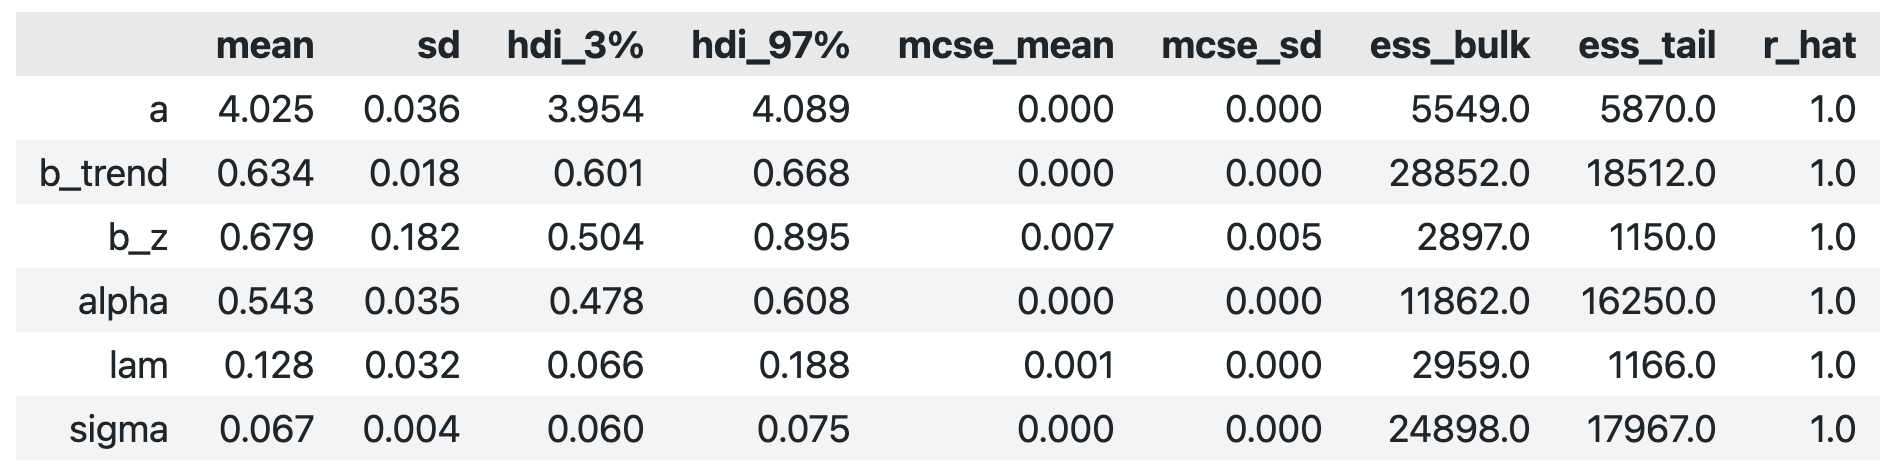 mean sd hdi_3% hdi_97% mcse_mean mcse_sd ess_bulk ess_tail r_hat
a 4.025 0.036 3.954 4.089 0.000 0.000 5549.0 5870.0 1.0
b_trend 0.634 0.018 0.601 0.668 0.000 0.000 28852.0 18512.0 1.0
b_z 0.679 0.182 0.504 0.895 0.007 0.005 2897.0 1150.0 1.0
alpha 0.543 0.035 0.478 0.608 0.000 0.000 11862.0 16250.0 1.0
lam 0.128 0.032 0.066 0.188 0.001 0.000 2959.0 1166.0 1.0
sigma 0.067 0.004 0.060 0.075 0.000 0.000 24898.0 17967.0 1.0